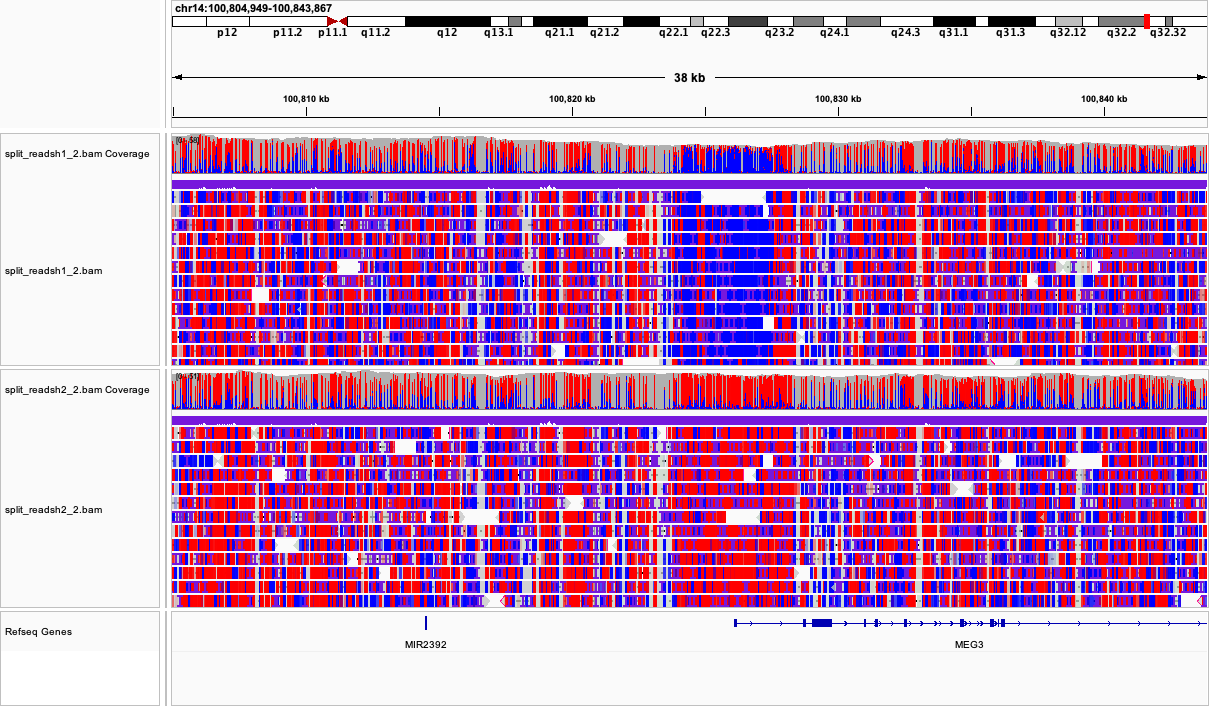 chr14:100,804,949-100,843,867
p12 p11.2 p11.1 q11.2 q12 q13.1 q21.1 q21.2 q22.1 q22.3 q23.2 q24.1 q24.3 q31.1 q31.3 q32.12 q32.2 q32.32
38 kb
100,810 kb 100,820 kb 100,830 kb 100,840 kb
split_readsh1_2.bam Coverage
split_readsh1_2.bam
split_readsh2_2.bam Coverage
split_readsh2_2.bam
Refseq Genes
MIR2392 MEG3